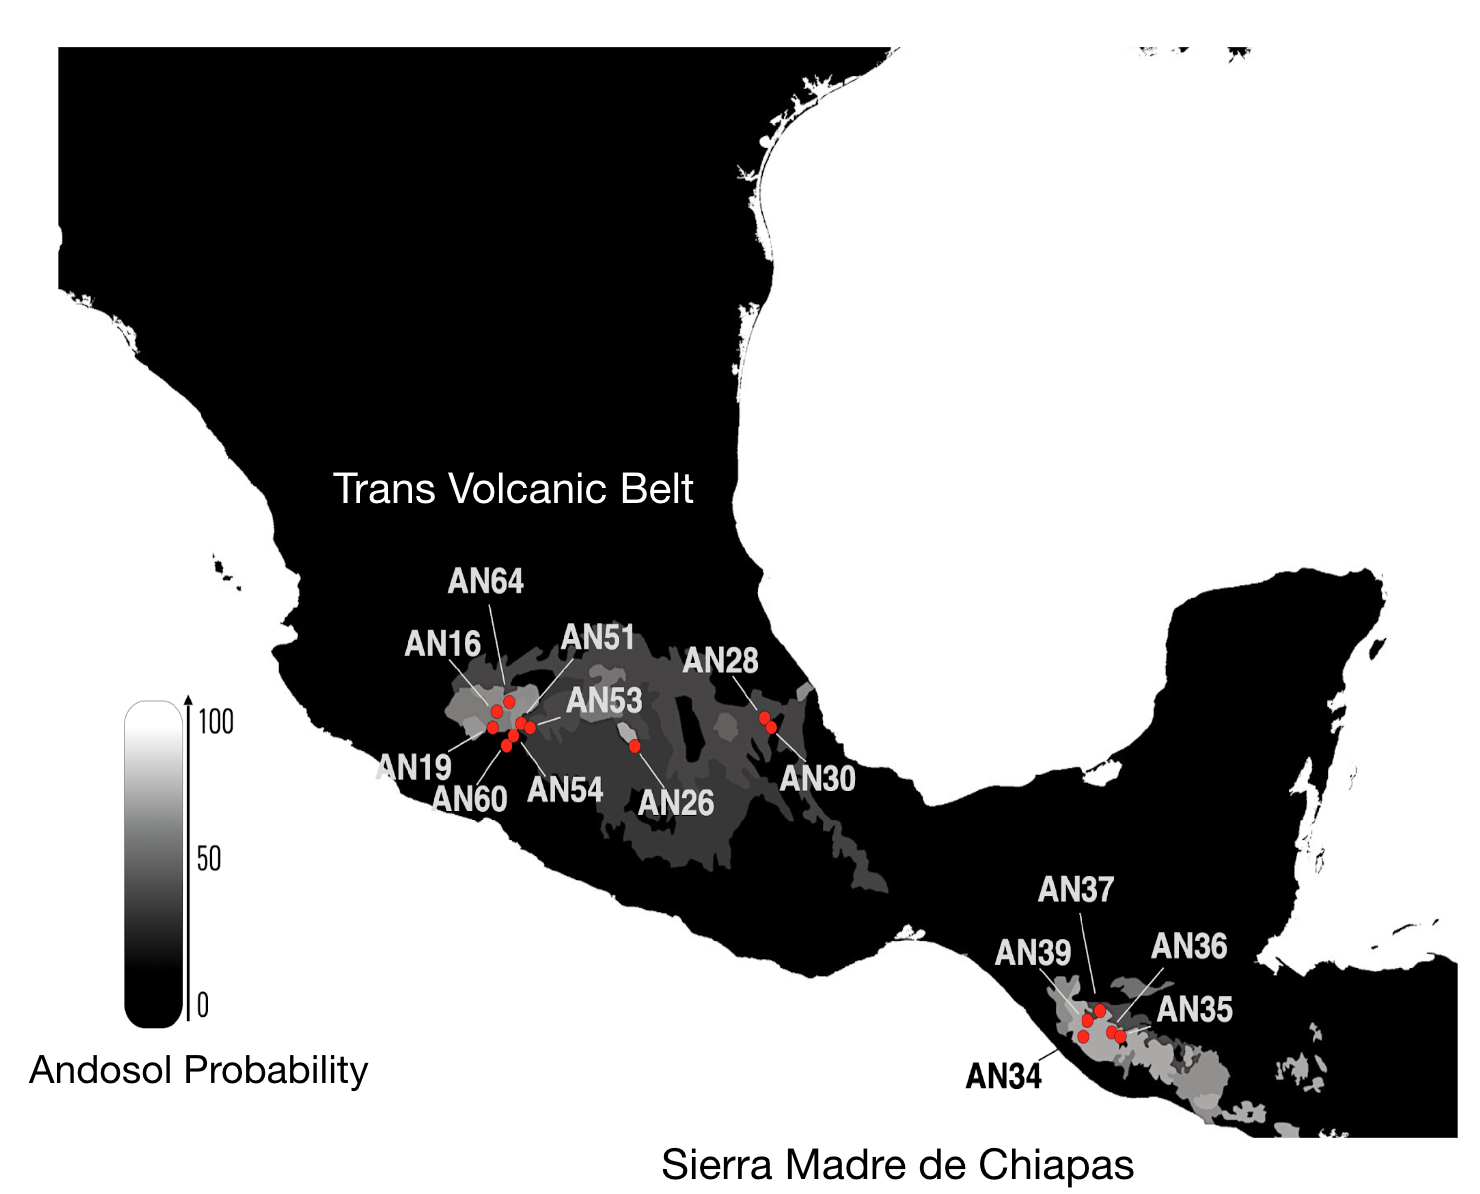 Trans Volcanic Belt
AN64
AN16
AN51
AN28
AN53
AN19
AN60
AN54
AN26
AN30
100
50
0
Andosol Probability
AN37
AN39
AN36
AN35
AN34
Sierra Madre de Chiapas